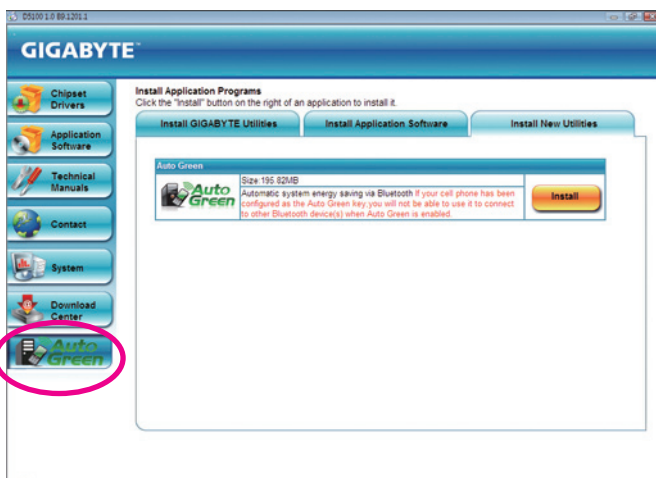 D5100 1.0 B9.1201.1
GIGABYTE™
Chipset
Drivers
Application
Software
Technical
Manuals
Contact
System
Download
Center
Auto
Green
Install Application Programs
Click the "Install" button on the right of an application to install it.
Install GIGABYTE Utilities
Install Application Software
Install New Utilities
Auto Green
Auto
Green
Size:195.82MB
Automatic system energy saving via Bluetooth If your cell phone has been
configured as the Auto Green key,you will not be able to use it to connect
to other Bluetooth device(s) when Auto Green is enabled.
Install